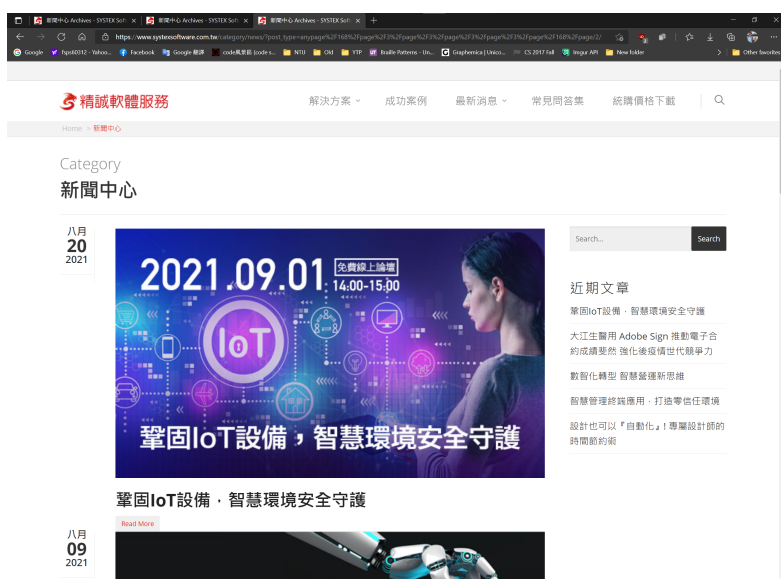 新聞中心 Archives - SYSTEX Soft
新聞中心 Archives - SYSTEX Soft
新聞中心 Archives - SYSTEX Soft
https://www.systexsoftware.com.tw/category/news/?post_type=anypage%2F168%2Fpage%2F3%2Fpage%2F3%2Fpage%2F3%2Fpage%2F3%2Fpage%2F168%2Fpage/2/
Google
fsps60312 - Yahoo...
Facebook
Google 翻譯
code風景區 (code s...
NTU
Old
YTP
Braille Patterns - Un...
Graphemica | Unico...
CS 2017 Fall
Imgur API
New folder
Other favorites
精誠軟體服務
解決方案
成功案例
最新消息
常見問答集
統購價格下載
Home > 新聞中心
Category
新聞中心
八月
20
2021
2021.09.01
免費線上論壇
14:00-15:00
IoT
鞏固IoT設備，智慧環境安全守護
鞏固IoT設備，智慧環境安全守護
Read More
八月
09
2021
Search...
Search
近期文章
鞏固IoT設備，智慧環境安全守護
大江生醫用 Adobe Sign 推動電子合
約成績斐然 強化後疫情世代競爭力
數智化轉型 智慧營運新思維
智慧管理終端應用，打造零信任環境
設計也可以『自動化』! 專屬設計師的
時間節約術